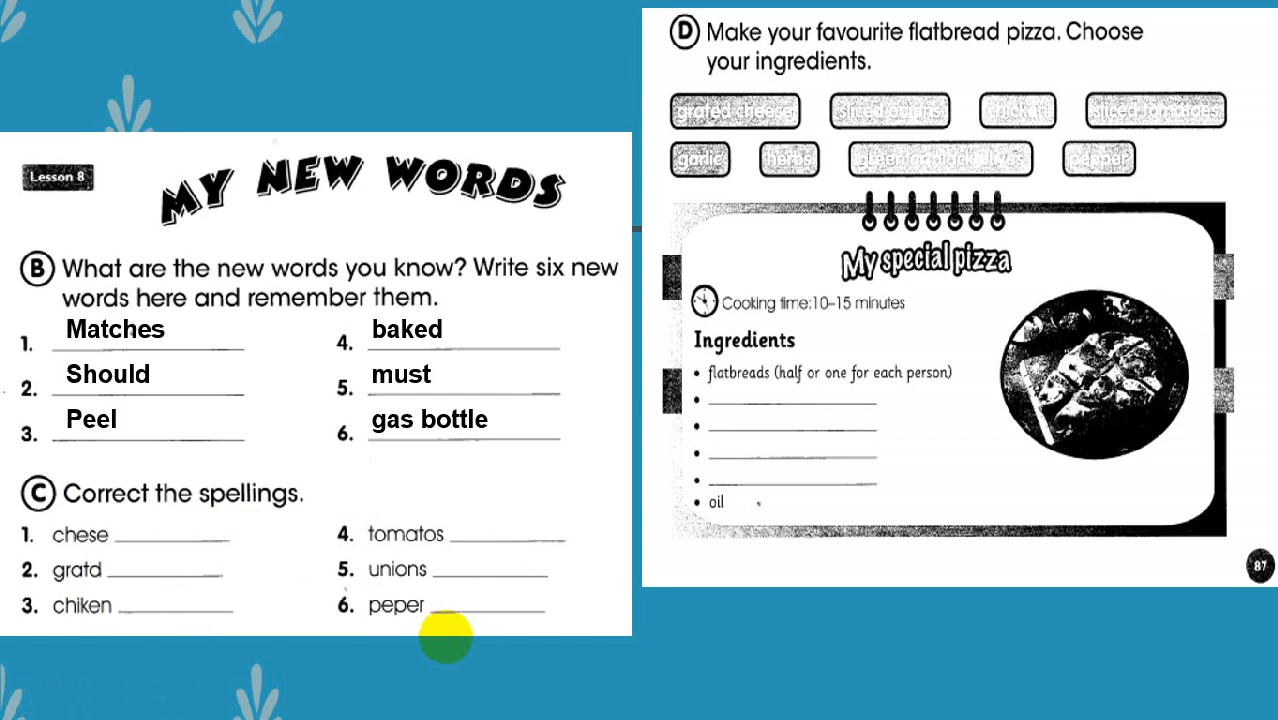 Lesson 8
MY NEW WORDS
B What are the new words you know? Write six new
words here and remember them.
1. Matches
2. Should
3. Peel
4. baked
5. must
6. gas bottle
C Correct the spellings.
1. chese
2. gratd
3. chiken
4. tomatos
5. unions
6. peper
D Make your favourite flatbread pizza. Choose
your ingredients.
grated cheese
sliced onions
chicken
sliced tomatoes
garlic
herbs
green or black olives
pepper
My special pizza
Cooking time:10–15 minutes
Ingredients
• flatbreads (half or one for each person)
•
•
•
•
• oil
87